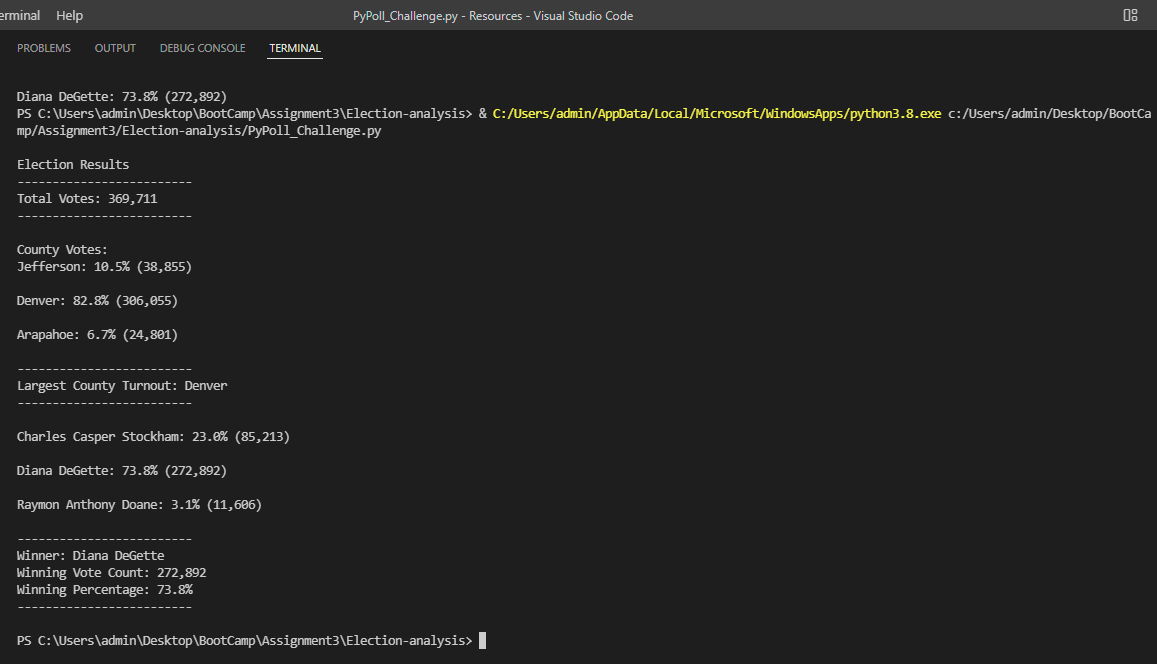 erminal Help PyPoll_Challenge.py - Resources - Visual Studio Code
PROBLEMS OUTPUT DEBUG CONSOLE TERMINAL
Diana DeGette: 73.8% (272,892)
PS C:\Users\admin\Desktop\BootCamp\Assignment3\Election-analysis> & C:/Users/admin/AppData/Local/Microsoft/WindowsApps/python3.8.exe c:/Users/admin/Desktop/BootCa
mp/Assignment3/Election-analysis/PyPoll_Challenge.py
Election Results
-------------------------
Total Votes: 369,711
-------------------------
County Votes:
Jefferson: 10.5% (38,855)
Denver: 82.8% (306,055)
Arapahoe: 6.7% (24,801)
-------------------------
Largest County Turnout: Denver
-------------------------
Charles Casper Stockham: 23.0% (85,213)
Diana DeGette: 73.8% (272,892)
Raymon Anthony Doane: 3.1% (11,606)
-------------------------
Winner: Diana DeGette
Winning Vote Count: 272,892
Winning Percentage: 73.8%
-------------------------
PS C:\Users\admin\Desktop\BootCamp\Assignment3\Election-analysis>